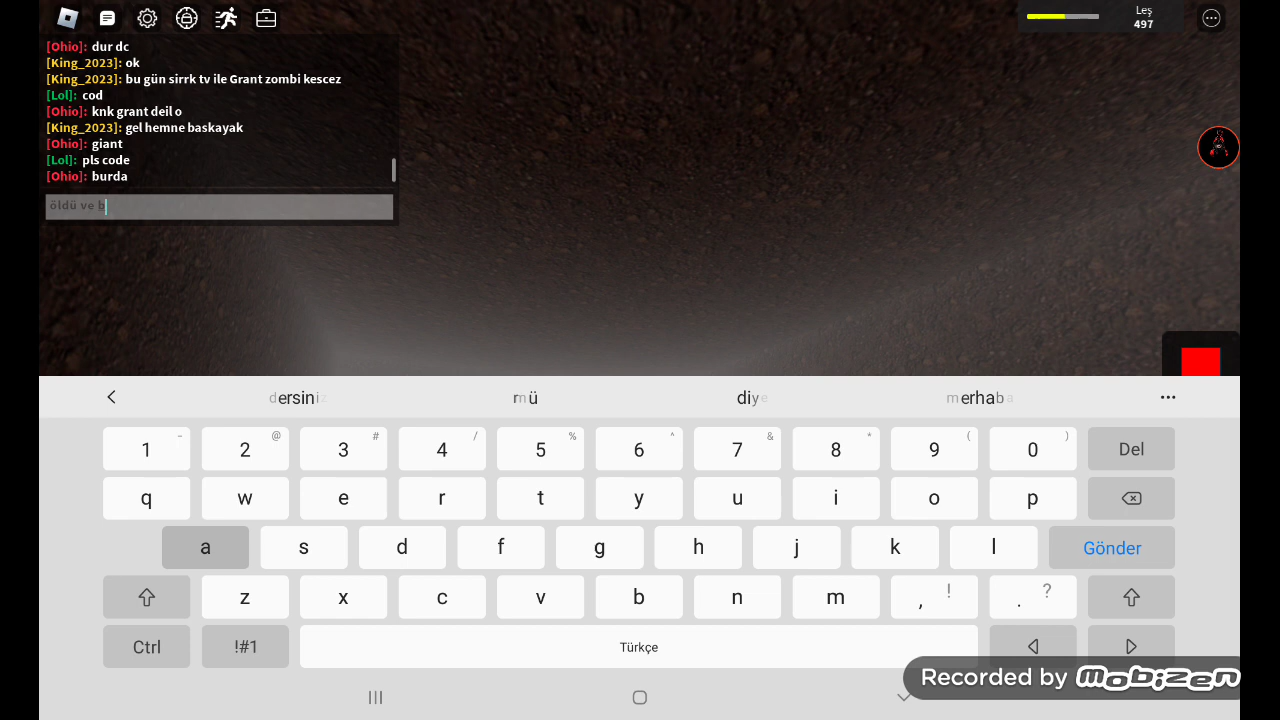 Leş
497
[Ohio]: dur dc
[King_2023]: ok
[King_2023]: bu gün sirrk tv ile Grant zombi kescez
[Lol]: cod
[Ohio]: knk grant deil o
[King_2023]: gel hemne baskayak
[Ohio]: giant
[Lol]: pls code
[Ohio]: burda
öldü ve b
dersiniz mü diye merhaba
1 - 2 @ 3 # 4 / 5 % 6 ^ 7 & 8 * 9 ( 0 ) Del
q w e r t y u i o p
a s d f g h j k l Gönder
z x c v b n m , ! . ?
Ctrl !#1 Türkçe
Recorded by mobizen